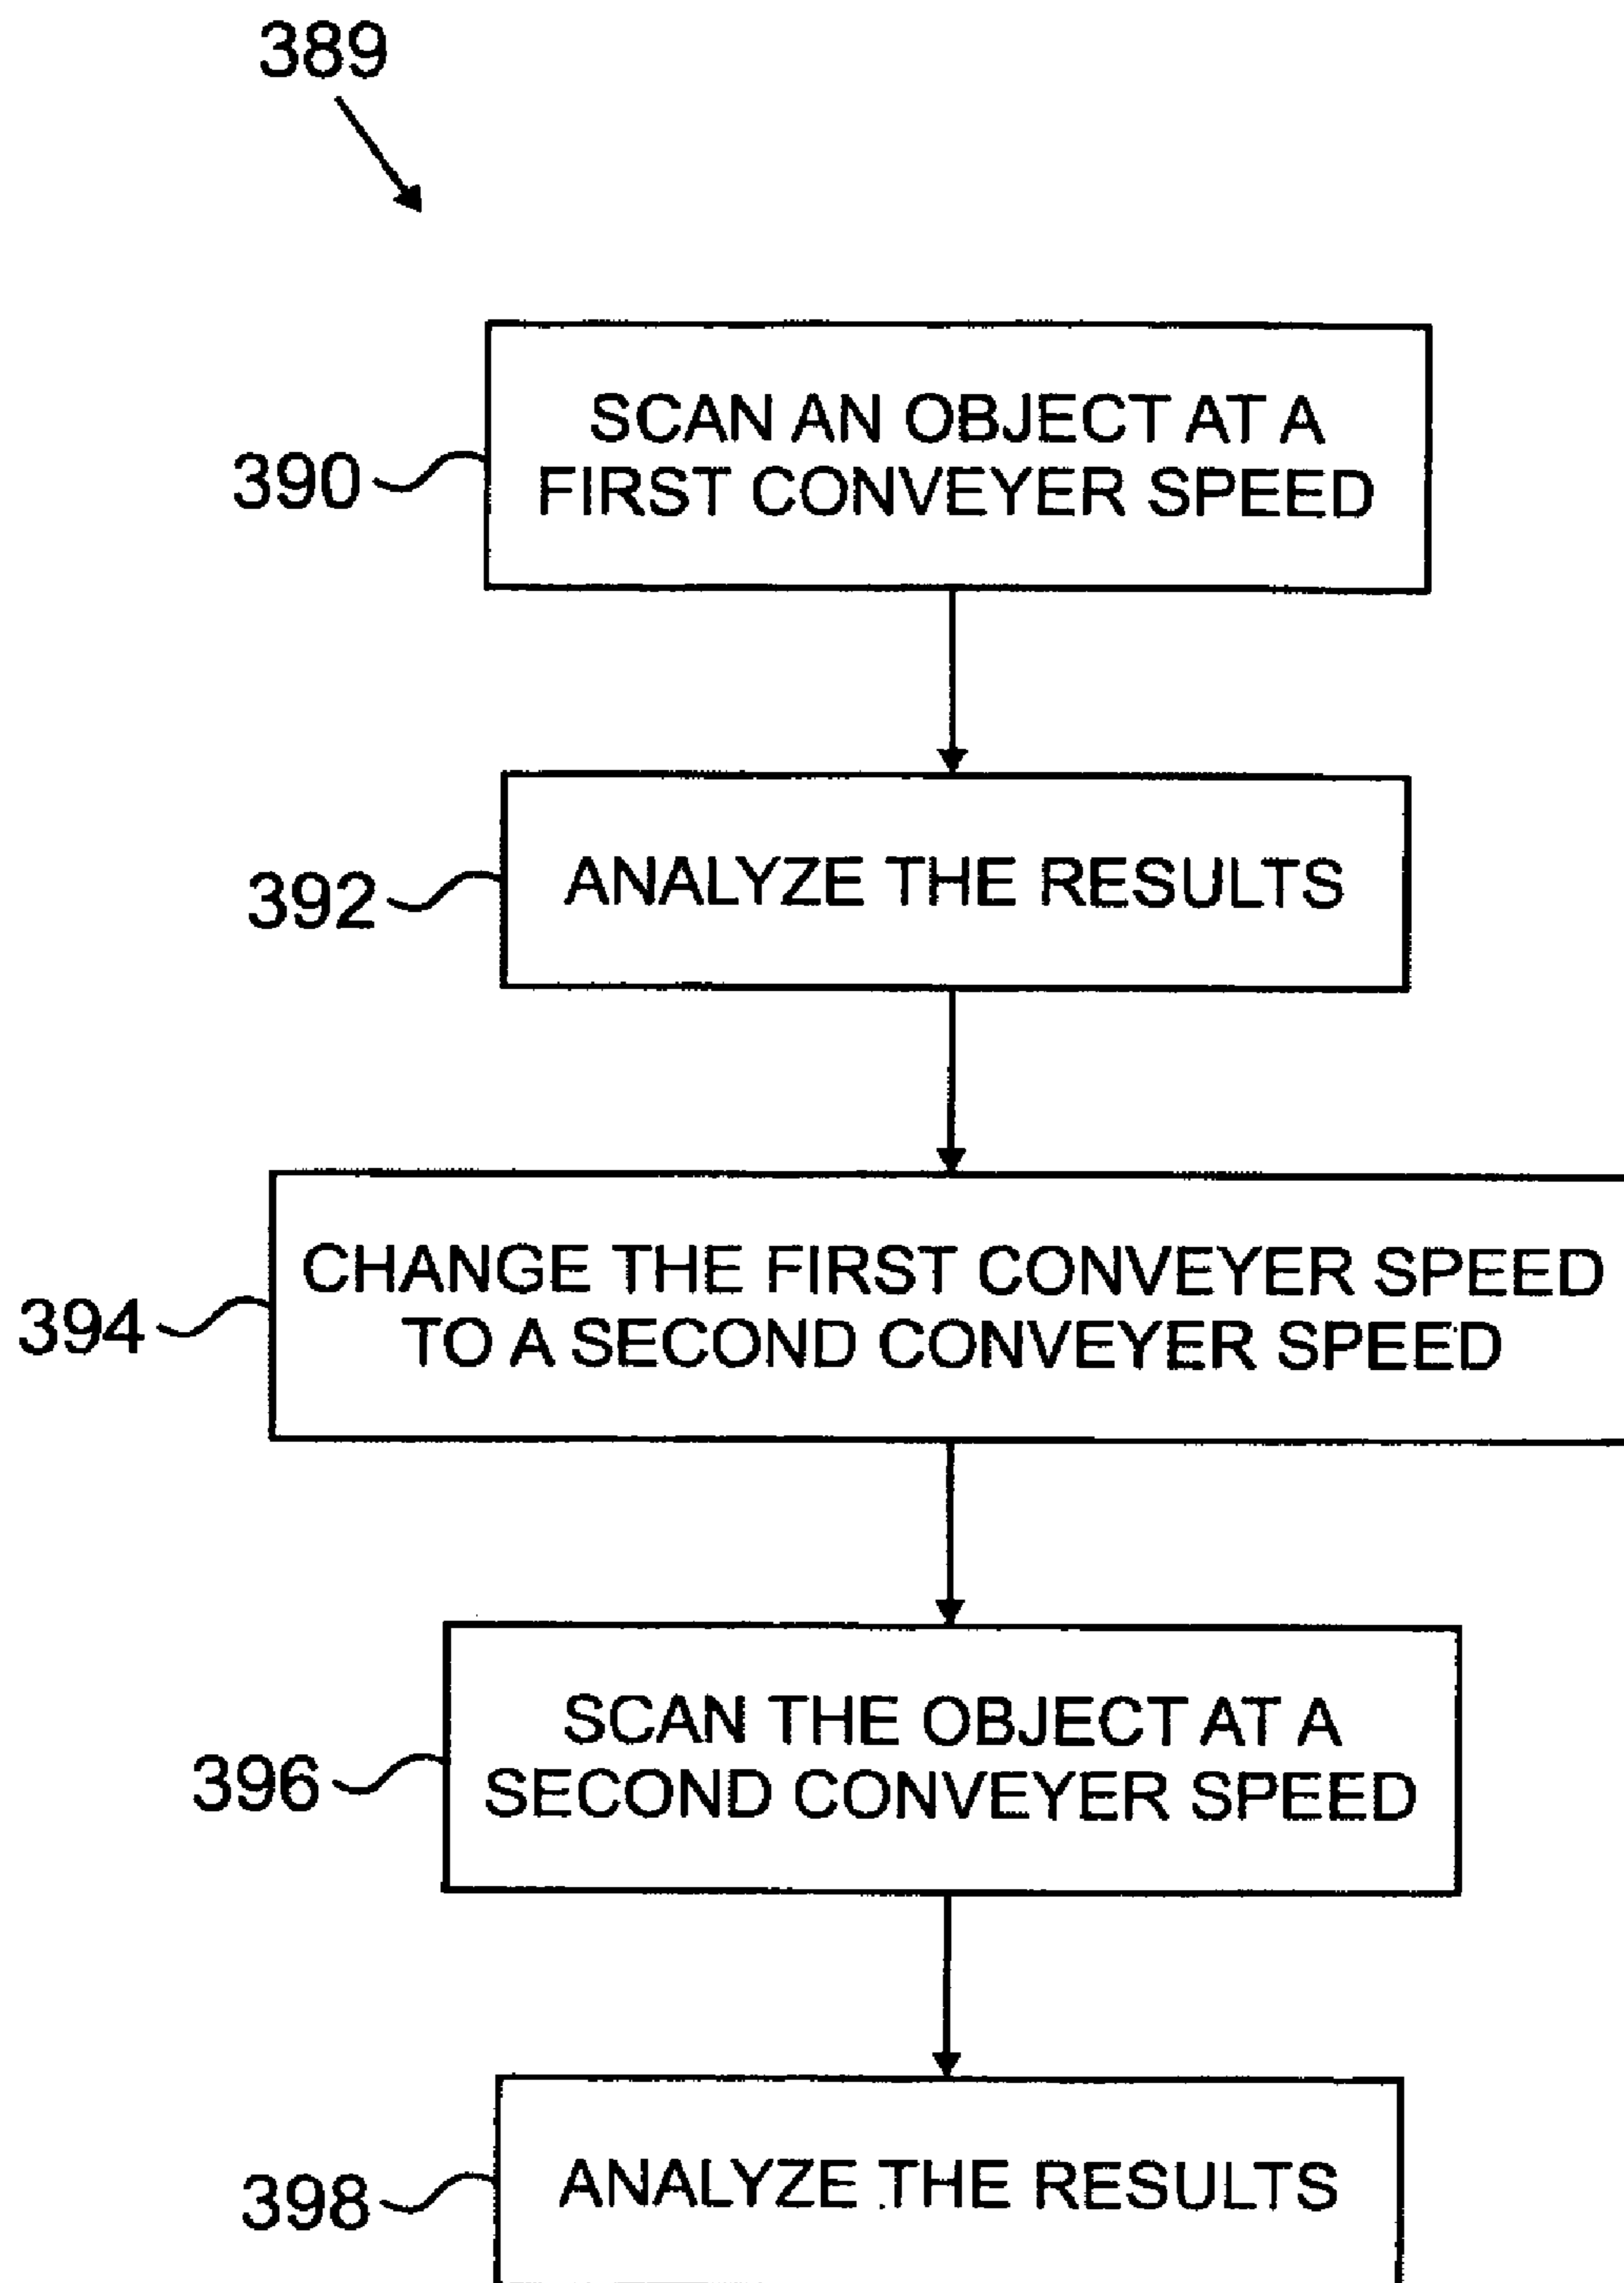 389
390
SCAN AN OBJECT AT A
FIRST CONVEYER SPEED
392
ANALYZE THE RESULTS
394
CHANGE THE FIRST CONVEYER SPEED
TO A SECOND CONVEYER SPEED
396
SCAN THE OBJECT AT A
SECOND CONVEYER SPEED
398
ANALYZE THE RESULTS